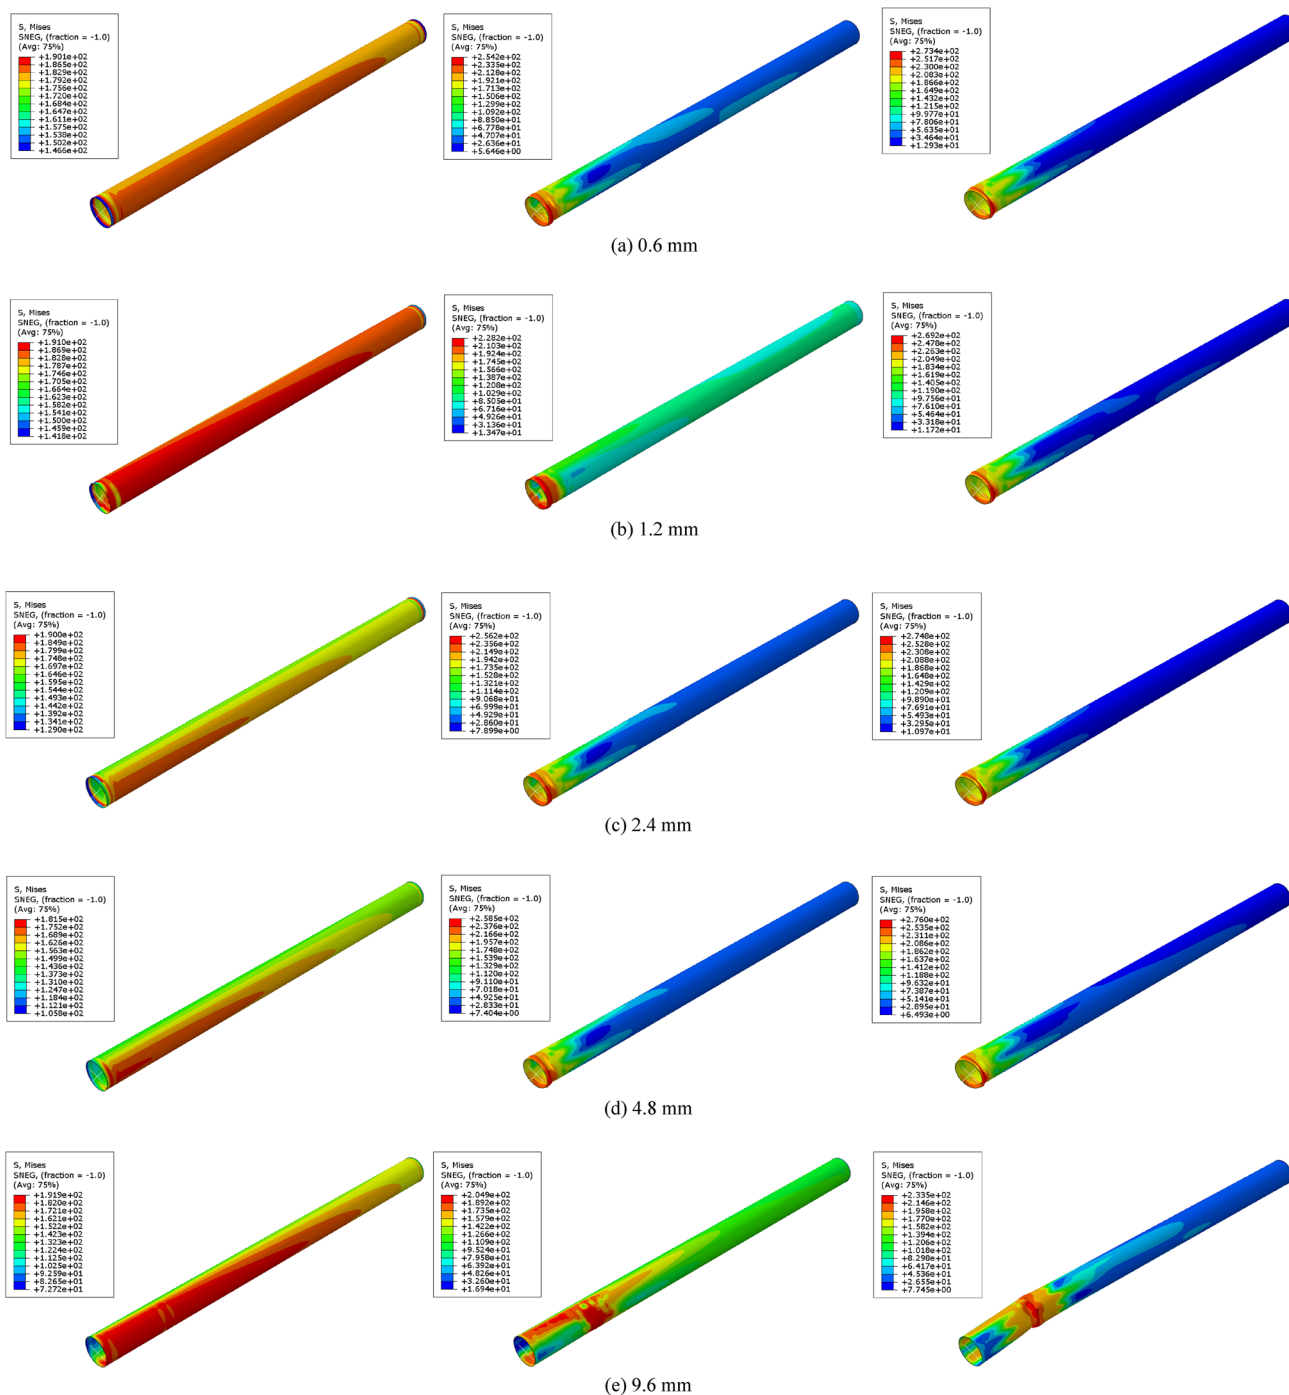 S, Mises
SNEG, (fraction = -1.0)
(Avg: 75%)
+1.901e+02
+1.865e+02
+1.829e+02
+1.792e+02
+1.756e+02
+1.720e+02
+1.684e+02
+1.647e+02
+1.611e+02
+1.575e+02
+1.538e+02
+1.502e+02
+1.466e+02
S, Mises
SNEG, (fraction = -1.0)
(Avg: 75%)
+2.542e+02
+2.335e+02
+2.128e+02
+1.921e+02
+1.713e+02
+1.506e+02
+1.299e+02
+1.092e+02
+8.850e+01
+6.778e+01
+4.707e+01
+2.636e+01
+5.646e+00
S, Mises
SNEG, (fraction = -1.0)
(Avg: 75%)
+2.734e+02
+2.517e+02
+2.300e+02
+2.083e+02
+1.866e+02
+1.649e+02
+1.432e+02
+1.215e+02
+9.977e+01
+7.806e+01
+5.635e+01
+3.464e+01
+1.293e+01
(a) 0.6 mm
S, Mises
SNEG, (fraction = -1.0)
(Avg: 75%)
+1.910e+02
+1.869e+02
+1.828e+02
+1.787e+02
+1.746e+02
+1.705e+02
+1.664e+02
+1.623e+02
+1.582e+02
+1.541e+02
+1.500e+02
+1.459e+02
+1.418e+02
S, Mises
SNEG, (fraction = -1.0)
(Avg: 75%)
+2.282e+02
+2.103e+02
+1.924e+02
+1.745e+02
+1.566e+02
+1.387e+02
+1.208e+02
+1.029e+02
+8.505e+01
+6.716e+01
+4.926e+01
+3.136e+01
+1.347e+01
S, Mises
SNEG, (fraction = -1.0)
(Avg: 75%)
+2.692e+02
+2.478e+02
+2.263e+02
+2.049e+02
+1.834e+02
+1.619e+02
+1.405e+02
+1.190e+02
+9.756e+01
+7.610e+01
+5.464e+01
+3.318e+01
+1.172e+01
(b) 1.2 mm
S, Mises
SNEG, (fraction = -1.0)
(Avg: 75%)
+1.900e+02
+1.849e+02
+1.799e+02
+1.748e+02
+1.697e+02
+1.646e+02
+1.595e+02
+1.544e+02
+1.493e+02
+1.442e+02
+1.392e+02
+1.341e+02
+1.290e+02
S, Mises
SNEG, (fraction = -1.0)
(Avg: 75%)
+2.562e+02
+2.356e+02
+2.149e+02
+1.942e+02
+1.735e+02
+1.528e+02
+1.321e+02
+1.114e+02
+9.068e+01
+6.999e+01
+4.929e+01
+2.860e+01
+7.899e+00
S, Mises
SNEG, (fraction = -1.0)
(Avg: 75%)
+2.748e+02
+2.528e+02
+2.308e+02
+2.088e+02
+1.868e+02
+1.648e+02
+1.429e+02
+1.209e+02
+9.890e+01
+7.691e+01
+5.493e+01
+3.295e+01
+1.097e+01
(c) 2.4 mm
S, Mises
SNEG, (fraction = -1.0)
(Avg: 75%)
+1.815e+02
+1.752e+02
+1.689e+02
+1.626e+02
+1.563e+02
+1.499e+02
+1.436e+02
+1.373e+02
+1.310e+02
+1.247e+02
+1.184e+02
+1.121e+02
+1.058e+02
S, Mises
SNEG, (fraction = -1.0)
(Avg: 75%)
+2.585e+02
+2.376e+02
+2.166e+02
+1.957e+02
+1.748e+02
+1.539e+02
+1.329e+02
+1.120e+02
+9.110e+01
+7.018e+01
+4.925e+01
+2.833e+01
+7.404e+00
S, Mises
SNEG, (fraction = -1.0)
(Avg: 75%)
+2.760e+02
+2.535e+02
+2.311e+02
+2.086e+02
+1.862e+02
+1.637e+02
+1.412e+02
+1.188e+02
+9.632e+01
+7.387e+01
+5.141e+01
+2.895e+01
+6.493e+00
(d) 4.8 mm
S, Mises
SNEG, (fraction = -1.0)
(Avg: 75%)
+1.919e+02
+1.820e+02
+1.721e+02
+1.621e+02
+1.522e+02
+1.423e+02
+1.323e+02
+1.224e+02
+1.125e+02
+1.025e+02
+9.259e+01
+8.265e+01
+7.272e+01
S, Mises
SNEG, (fraction = -1.0)
(Avg: 75%)
+2.049e+02
+1.892e+02
+1.735e+02
+1.579e+02
+1.422e+02
+1.266e+02
+1.109e+02
+9.524e+01
+7.958e+01
+6.392e+01
+4.826e+01
+3.260e+01
+1.694e+01
S, Mises
SNEG, (fraction = -1.0)
(Avg: 75%)
+2.335e+02
+2.146e+02
+1.958e+02
+1.770e+02
+1.582e+02
+1.394e+02
+1.206e+02
+1.018e+02
+8.298e+01
+6.417e+01
+4.536e+01
+2.655e+01
+7.745e+00
(e) 9.6 mm